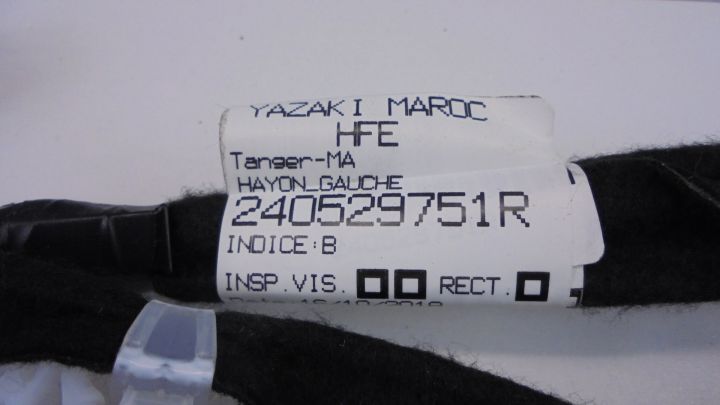 YAZAKI MAROC
HFE
Tanger-MA
HAYON_GAUCHE
240529751R
INDICE:B
INSP.VIS. RECT.